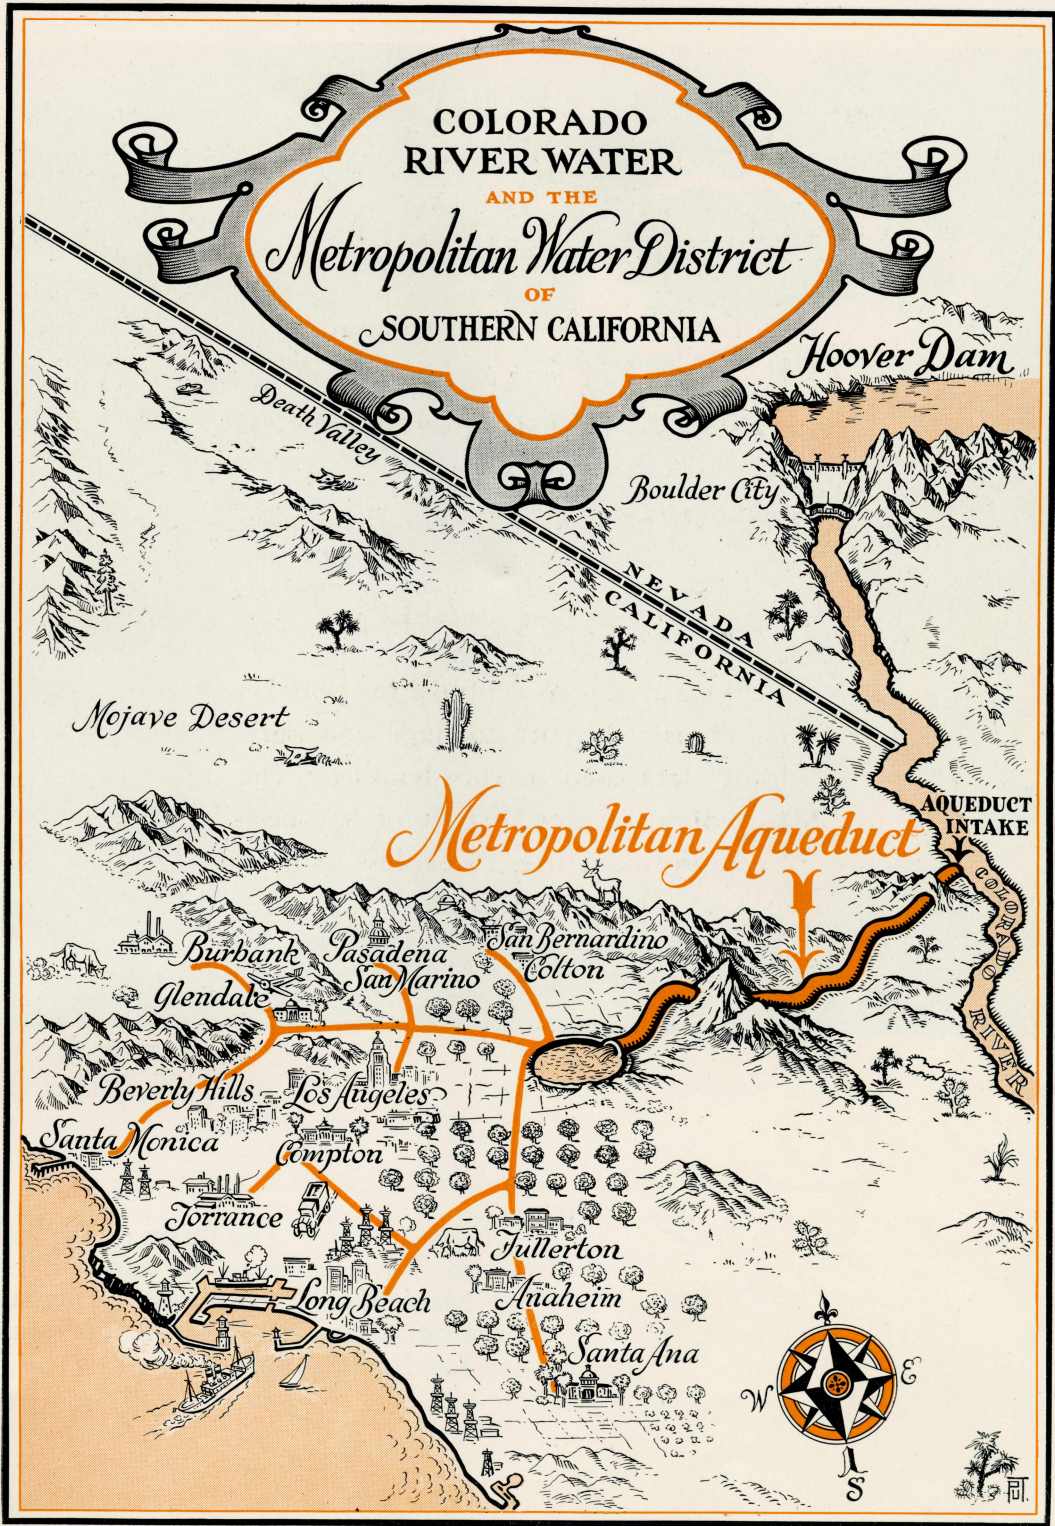 COLORADO
RIVER WATER
AND THE
Metropolitan Water District
OF
SOUTHERN CALIFORNIA
Hoover Dam
Death Valley
Boulder City
NEVADA
CALIFORNIA
Mojave Desert
Metropolitan Aqueduct
AQUEDUCT
INTAKE
COLORADO RIVER
Burbank
Pasadena
San Bernardino
San Marino
Colton
Glendale
Beverly Hills
Los Angeles
Santa Monica
Compton
Torrance
Fullerton
Long Beach
Anaheim
Santa Ana
W
E
S